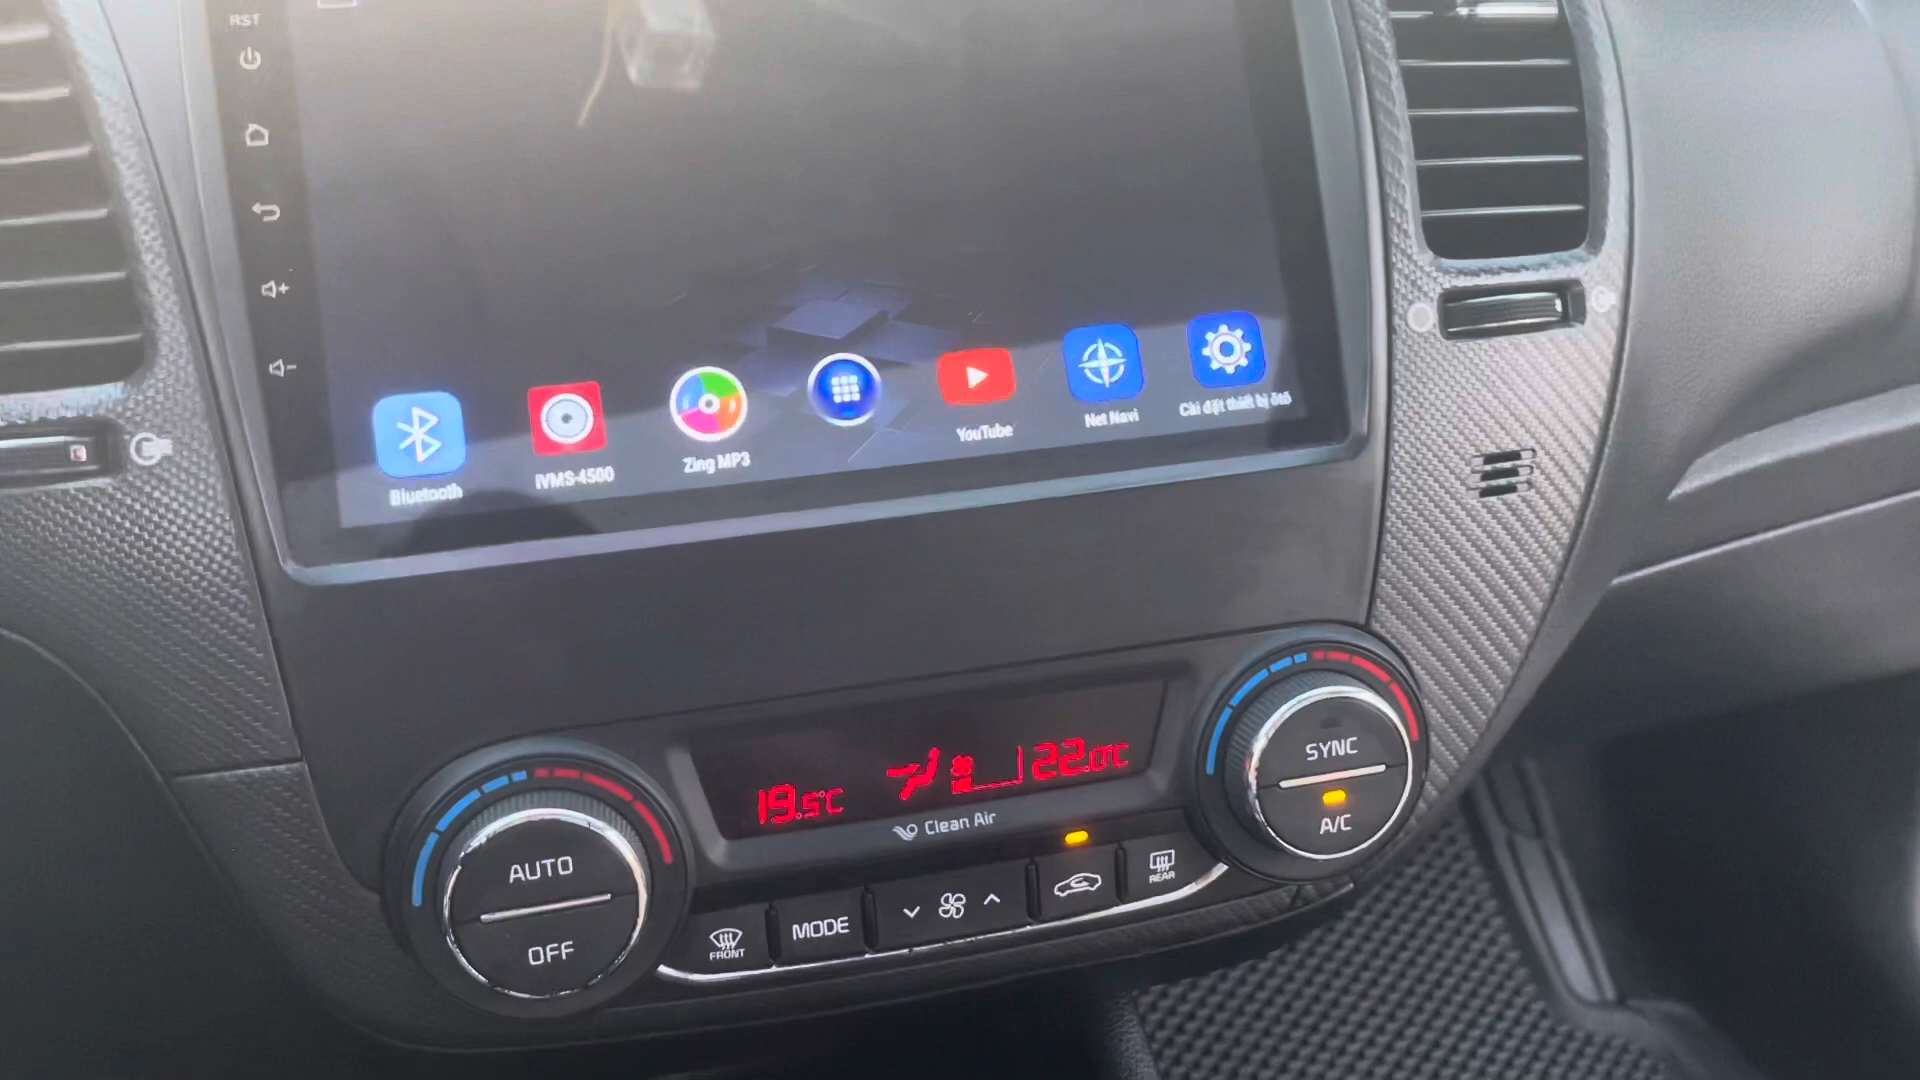 RST
Bluetooth
iVMS-4500
Zing MP3
YouTube
Net Navi
Cài đặt thiết bị ôtô
19.5°C
22.0°C
Clean Air
SYNC
A/C
AUTO
OFF
FRONT
MODE
REAR